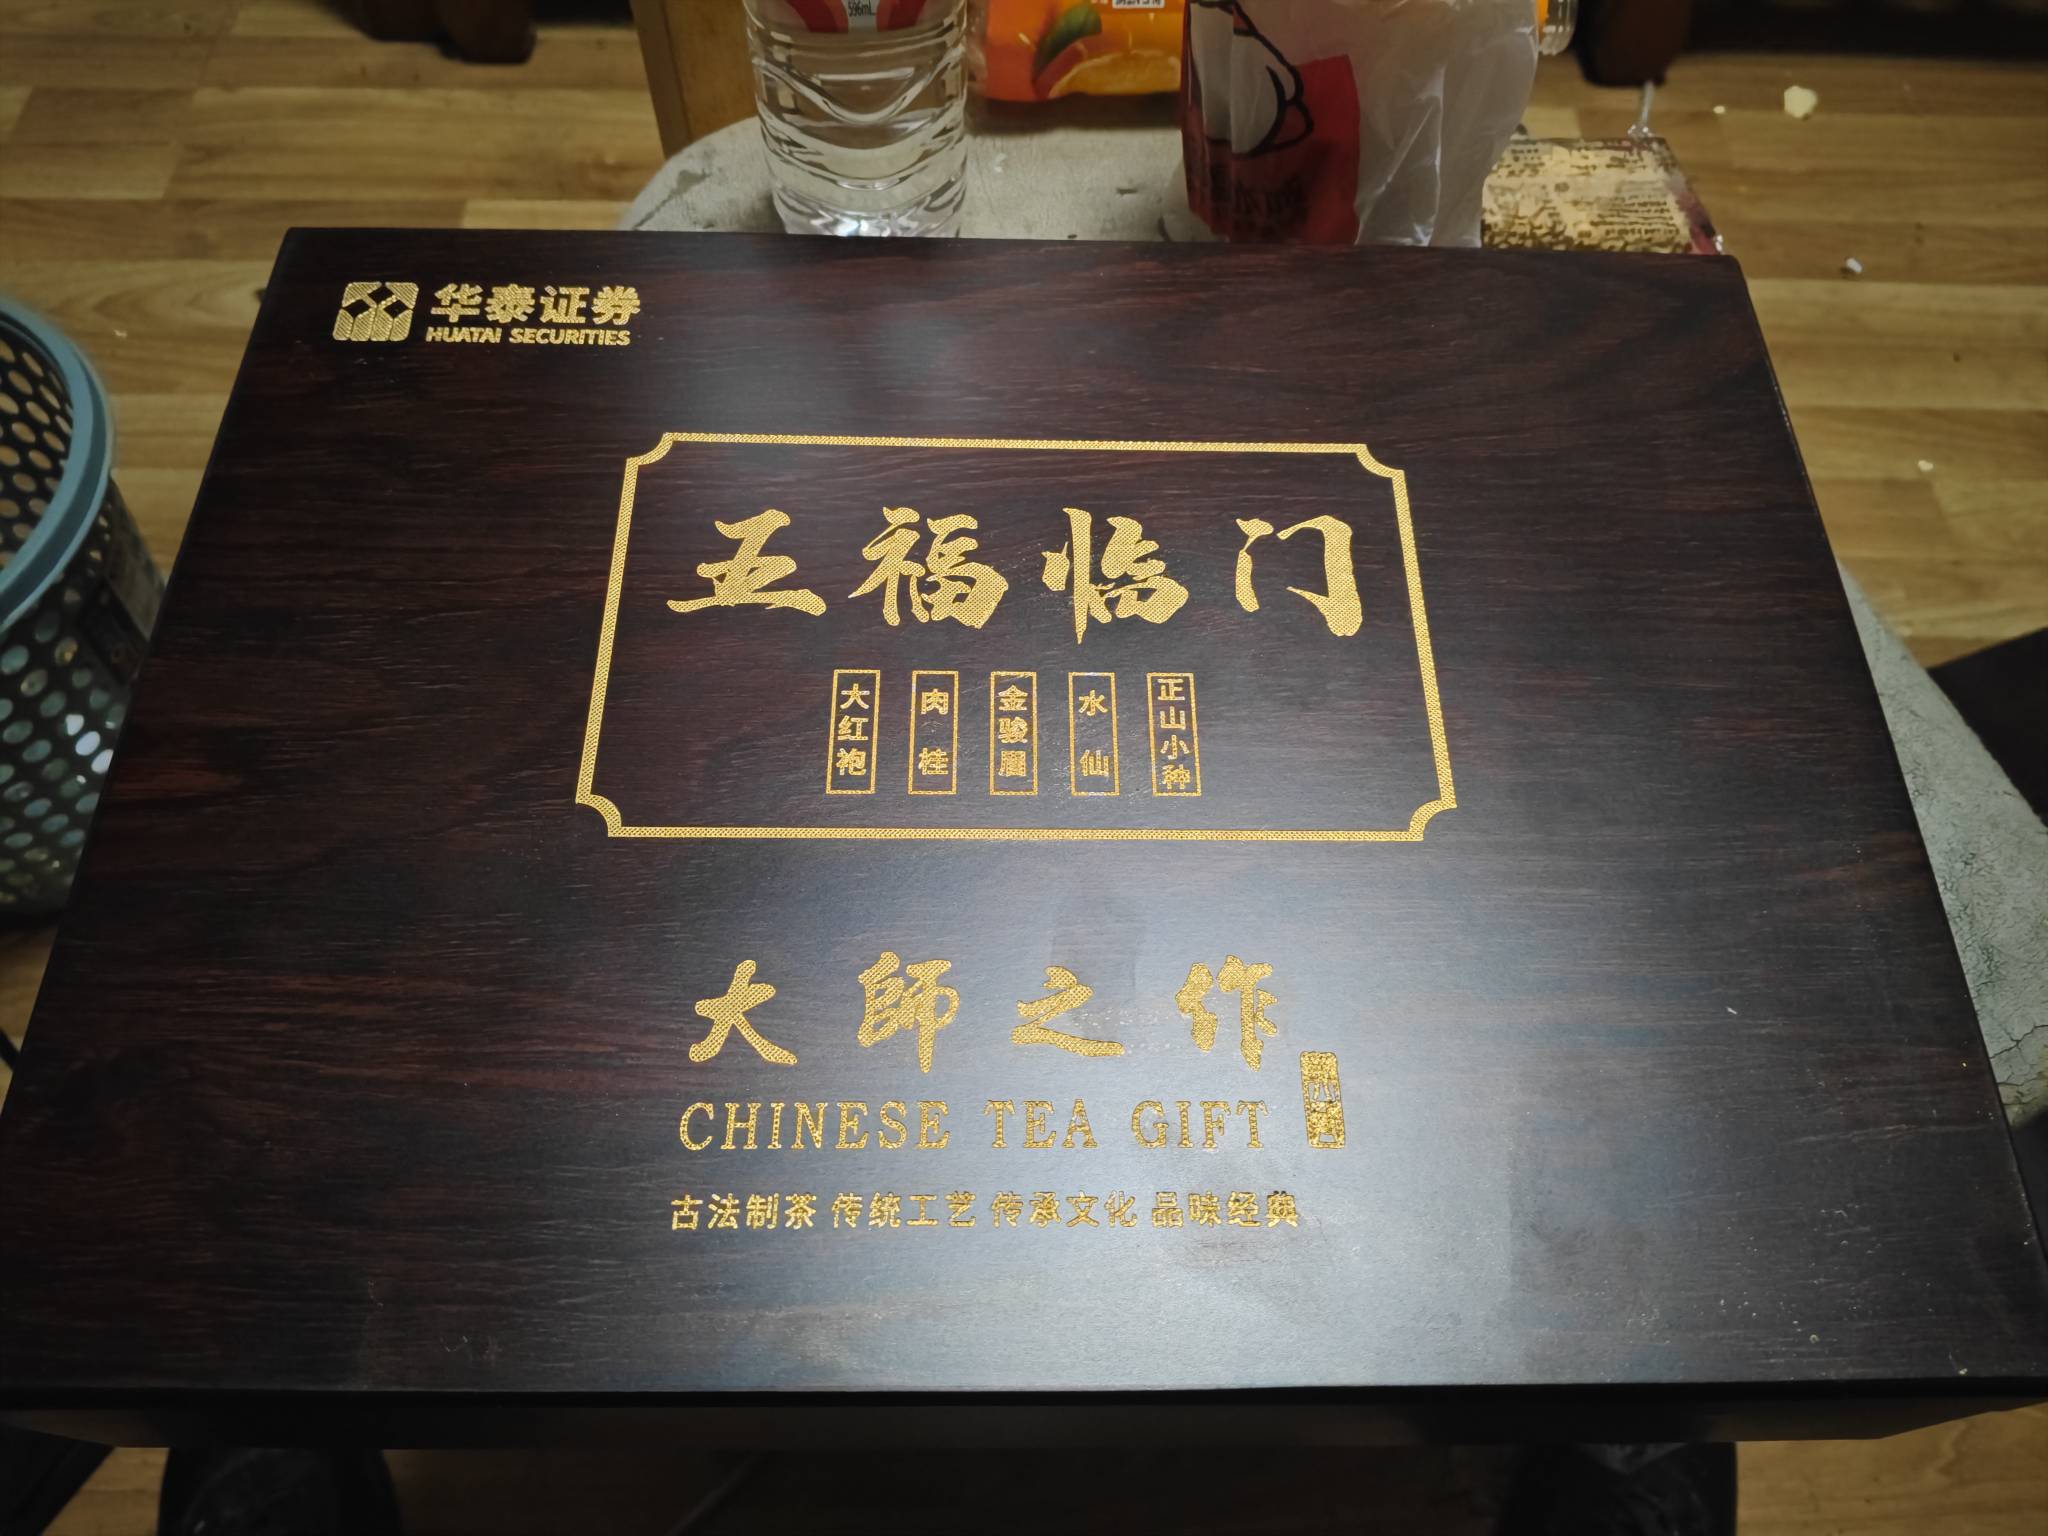 596mL
华泰证券
HUATAI SECURITIES
五福临门
大红袍
肉桂
金骏眉
水仙
正山小种
大師之作
CHINESE TEA GIFT
古法制茶 传统工艺 传承文化 品味经典